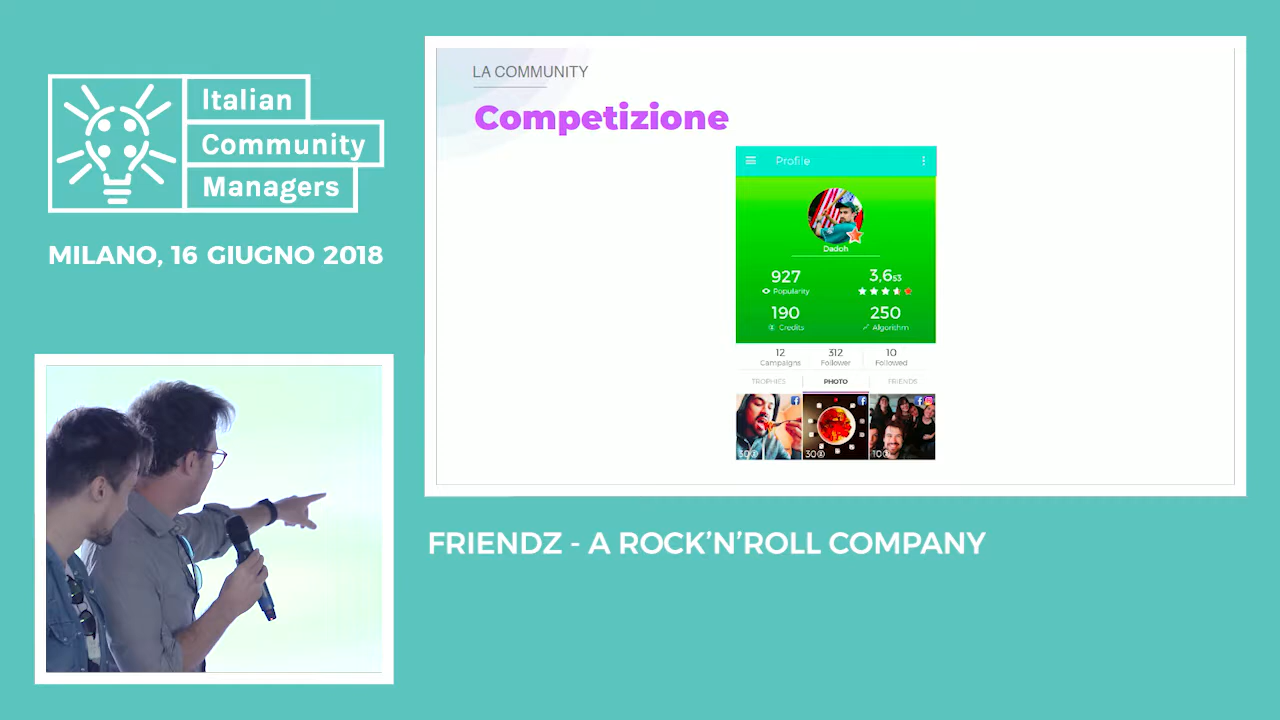 Italian
Community
Managers
MILANO, 16 GIUGNO 2018
LA COMMUNITY
Competizione
Profile
Dadoh
927
Popularity
3,653
190
Credits
250
Algorithm
12
Campaigns
312
Follower
10
Followed
TROPHIES
PHOTO
FRIENDS
30
30
100
FRIENDZ - A ROCK’N’ROLL COMPANY